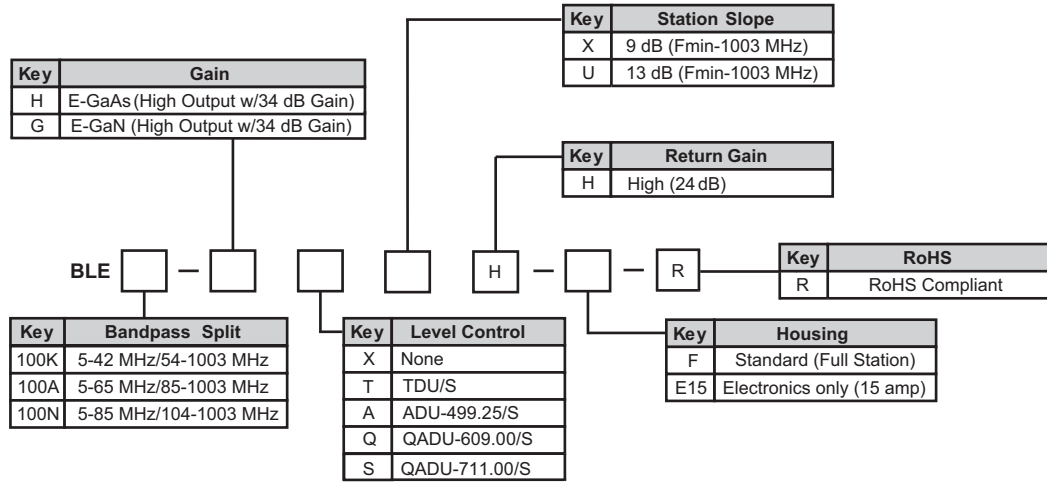 Key Station Slope
X 9 dB (Fmin-1003 MHz)
U 13 dB (Fmin-1003 MHz)
Key Gain
H E-GaAs (High Output w/34 dB Gain)
G E-GaN (High Output w/34 dB Gain)
Key Return Gain
H High (24 dB)
BLE – H – – R
Key RoHS
R RoHS Compliant
Key Bandpass Split
100K 5-42 MHz/54-1003 MHz
100A 5-65 MHz/85-1003 MHz
100N 5-85 MHz/104-1003 MHz
Key Level Control
X None
T TDU/S
A ADU-499.25/S
Q QADU-609.00/S
S QADU-711.00/S
Key Housing
F Standard (Full Station)
E15 Electronics only (15 amp)